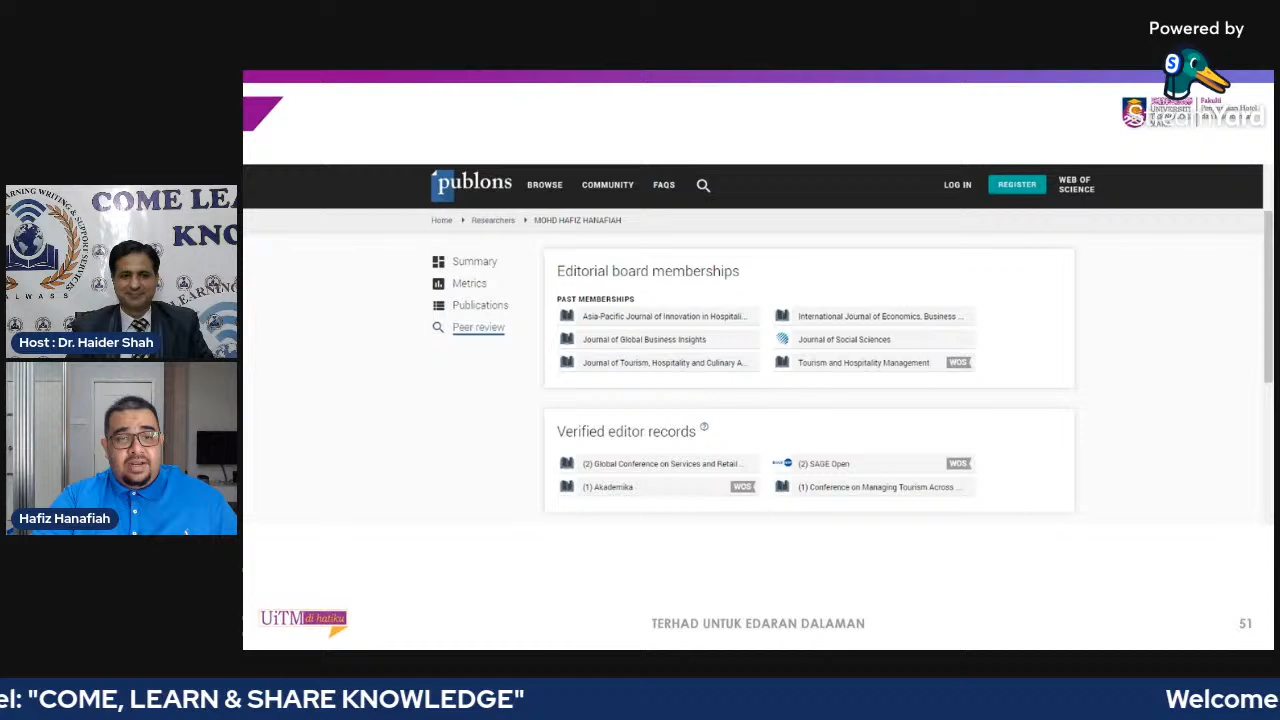 Powered by
StreamYard
UNIVERSITI
Fakulti
publons
BROWSE
COMMUNITY
FAQS
LOG IN
REGISTER
WEB OF
SCIENCE
Home
Researchers
MOHD HAFIZ HANAFIAH
Summary
Metrics
Publications
Peer review
Editorial board memberships
PAST MEMBERSHIPS
Asia-Pacific Journal of Innovation in Hospitali...
International Journal of Economics, Business ...
Journal of Global Business Insights
Journal of Social Sciences
Journal of Tourism, Hospitality and Culinary A...
Tourism and Hospitality Management WOS
Verified editor records
(2) Global Conference on Services and Retail ...
(2) SAGE Open WOS
(1) Akademika WOS
(1) Conference on Managing Tourism Across ...
COME LEA
KNO
Host : Dr. Haider Shah
Hafiz Hanafiah
UiTM di hatiku
TERHAD UNTUK EDARAN DALAMAN
51
el: "COME, LEARN & SHARE KNOWLEDGE"
Welcome